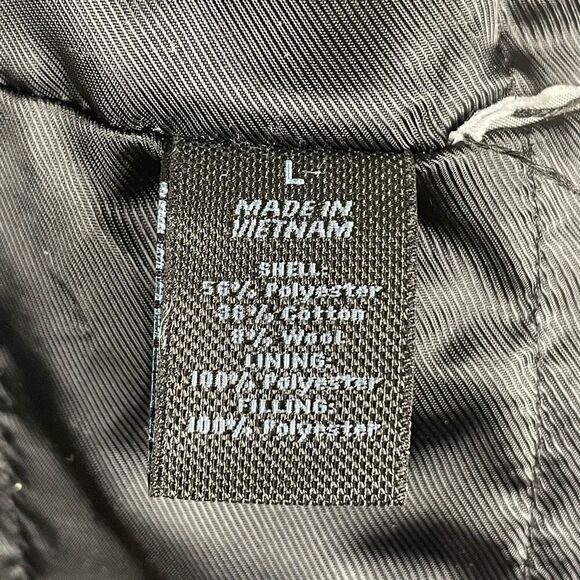 L
MADE IN
VIETNAM
SHELL:
56% Polyester
36% Cotton
8% Wool
LINING:
100% Polyester
FILLING:
100% Polyester